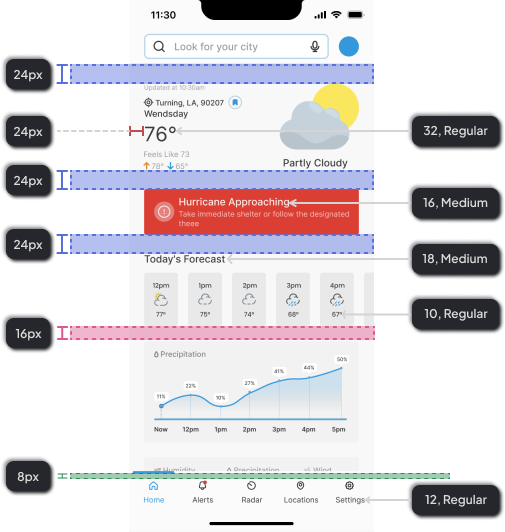 11:30
Look for your city
24px
Updated at 10:30am
Turning, LA, 90207
Wendsday
24px
76°
32, Regular
Feels Like 73
78° 65°
Partly Cloudy
24px
Hurricane Approaching
16, Medium
Take immediate shelter or follow the designated
theee
24px
Today's Forecast
18, Medium
12pm 1pm 2pm 3pm 4pm
77° 75° 74° 68° 67°
10, Regular
16px
Precipitation
11% 22% 10% 27% 41% 44% 50%
Now 12pm 1pm 2pm 3pm 4pm 5pm
Humidity Precipitation Wind
8px
Home Alerts Radar Locations Settings
12, Regular